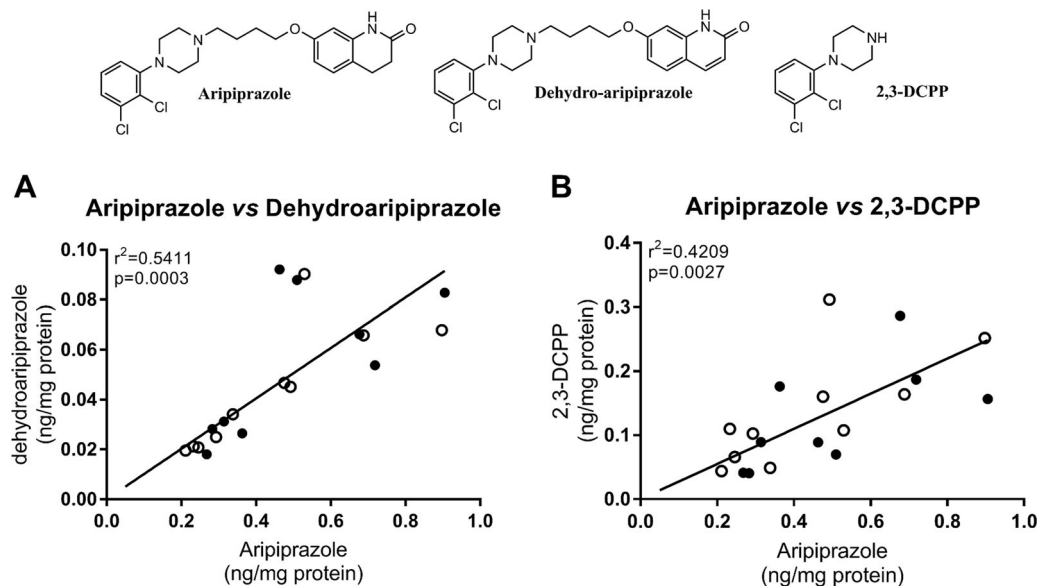 H
N
O
N
O
N
Cl
Cl
Aripiprazole
H
N
O
N
O
N
Cl
Cl
Dehydro-aripiprazole
NH
N
Cl
Cl
2,3-DCPP
A
Aripiprazole vs Dehydroaripiprazole
r²=0.5411
p=0.0003
dehydroaripiprazole
(ng/mg protein)
0.10
0.08
0.06
0.04
0.02
0.00
0.0 0.2 0.4 0.6 0.8 1.0
Aripiprazole
(ng/mg protein)
B
Aripiprazole vs 2,3-DCPP
r²=0.4209
p=0.0027
2,3-DCPP
(ng/mg protein)
0.4
0.3
0.2
0.1
0.0
0.0 0.2 0.4 0.6 0.8 1.0
Aripiprazole
(ng/mg protein)